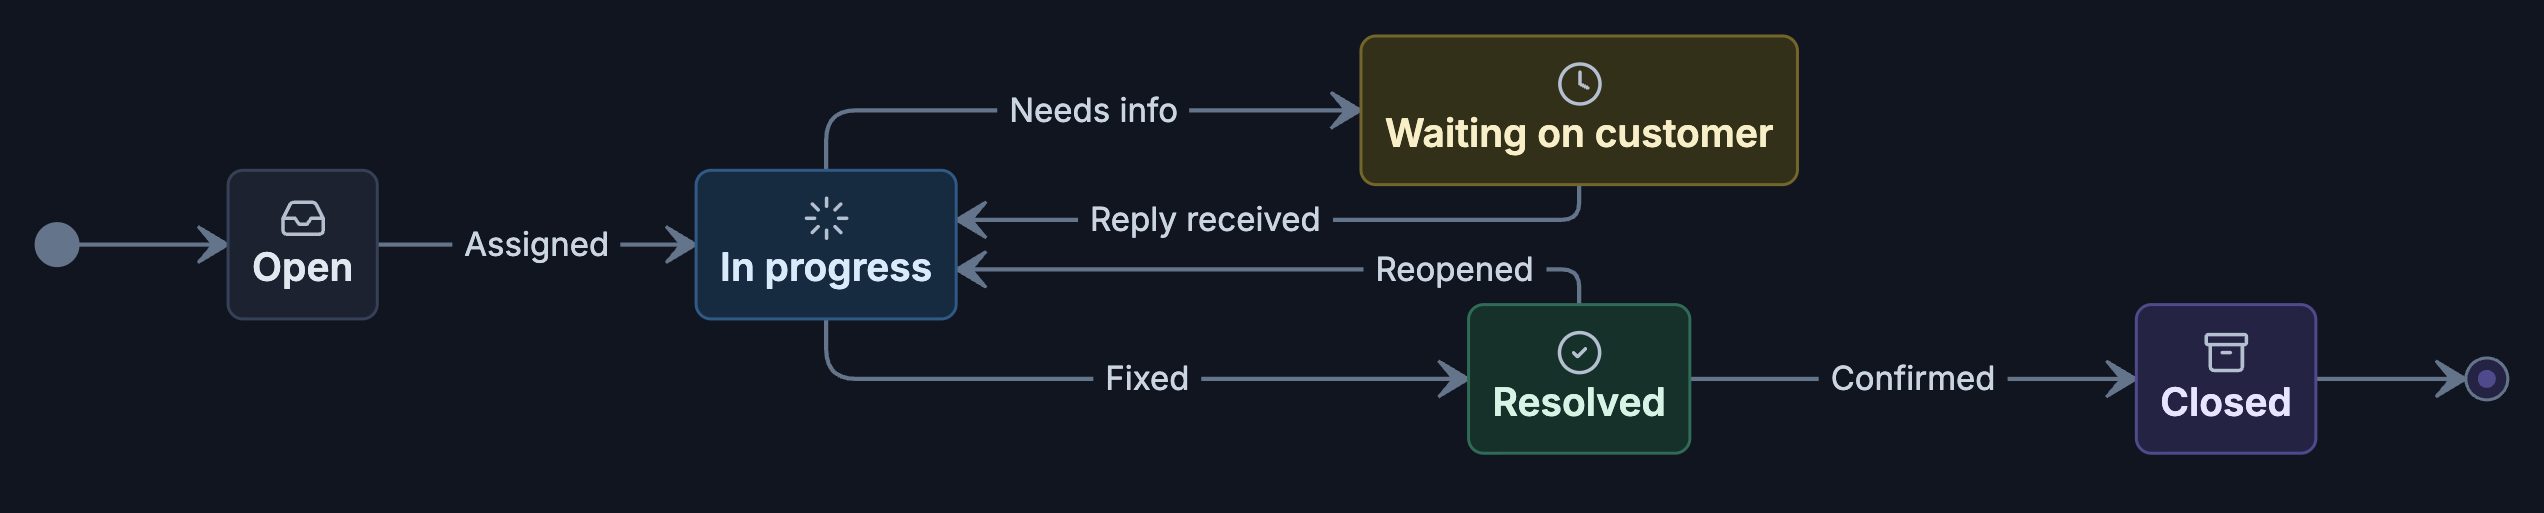 Needs info
Waiting on customer
Open
Assigned
In progress
Reply received
Reopened
Fixed
Resolved
Confirmed
Closed